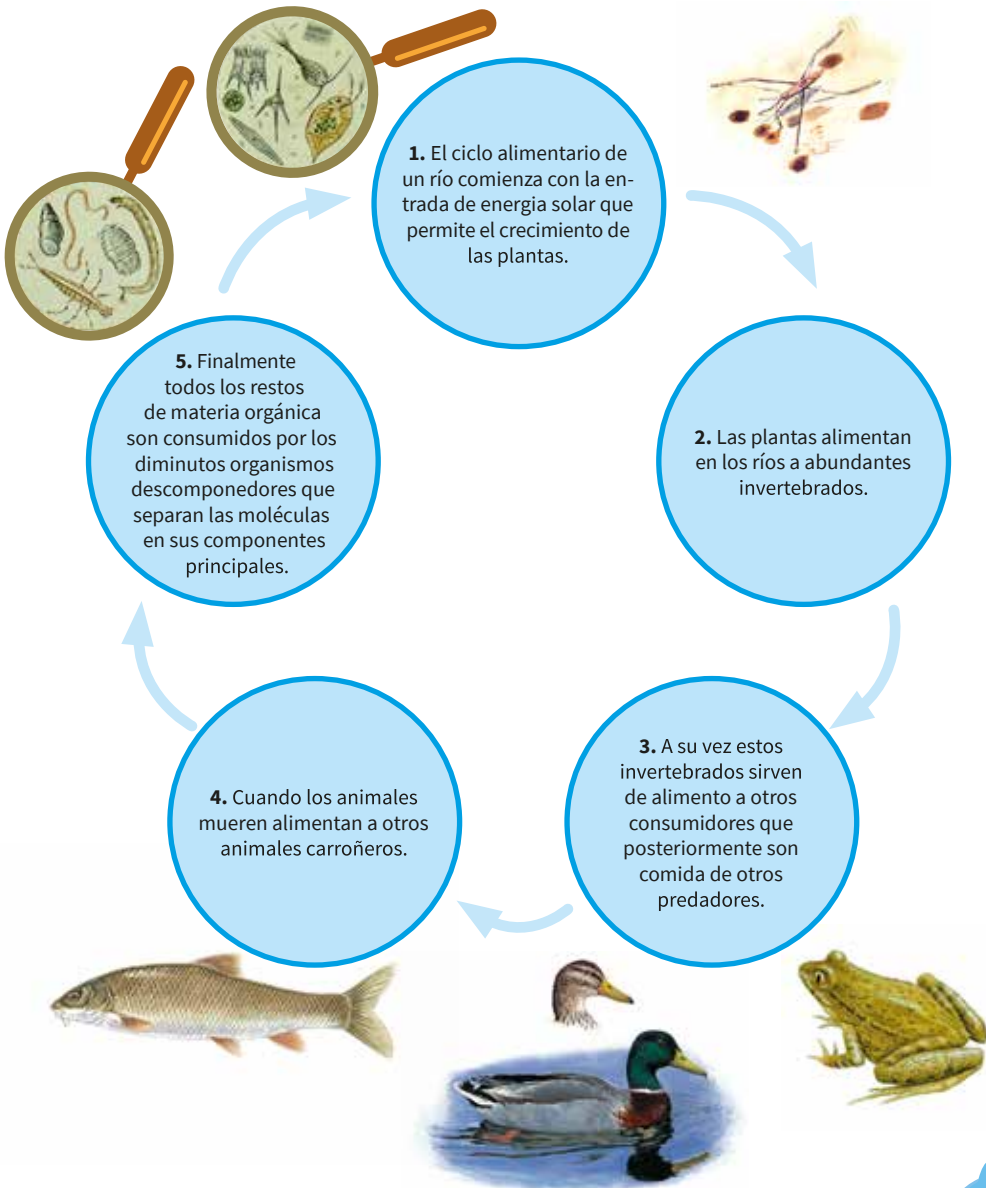 1. El ciclo alimentario de
un río comienza con la en-
trada de energia solar que
permite el crecimiento de
las plantas.
2. Las plantas alimentan
en los ríos a abundantes
invertebrados.
3. A su vez estos
invertebrados sirven
de alimento a otros
consumidores que
posteriormente son
comida de otros
predadores.
4. Cuando los animales
mueren alimentan a otros
animales carroñeros.
5. Finalmente
todos los restos
de materia orgánica
son consumidos por los
diminutos organismos
descomponedores que
separan las moléculas
en sus componentes
principales.